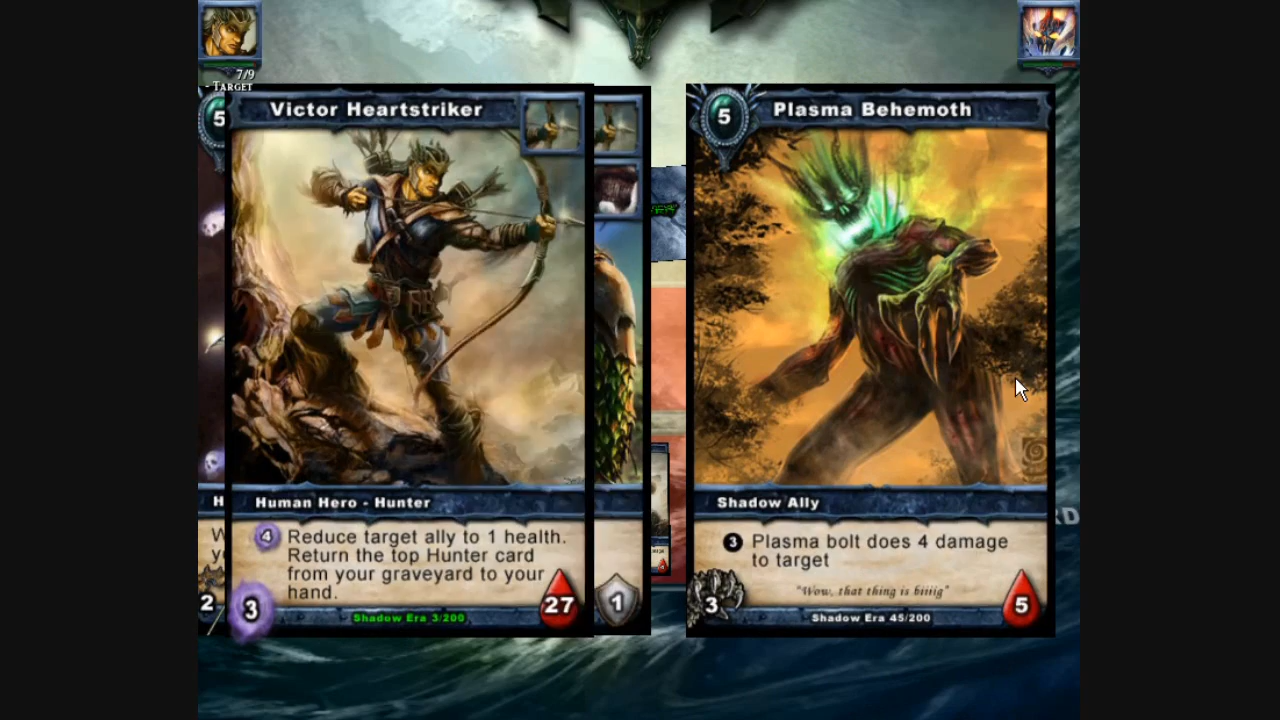 7/9
- Target
5
Victor Heartstriker
Human Hero - Hunter
4 Reduce target ally to 1 health.
Return the top Hunter card
from your graveyard to your
hand.
2
3
27
Shadow Era 3/200
1
5
Plasma Behemoth
Shadow Ally
3 Plasma bolt does 4 damage
to target
"Wow, that thing is biiiig"
3
5
Shadow Era 45/200